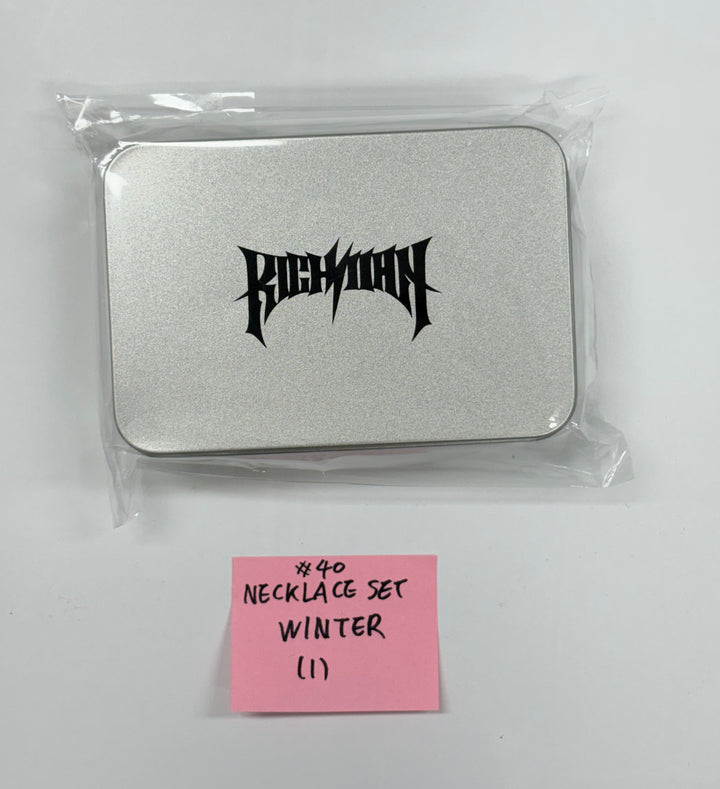 RICHMAN
#40
NECKLACE SET
WINTER
(1)